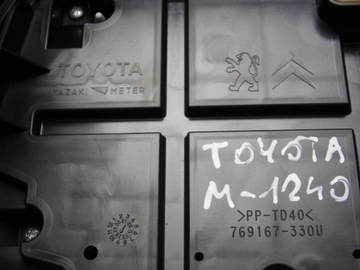 TOYOTA
YAZAKI METER
TOYOTA
M-1240
>PP-TD40<
769167-330U